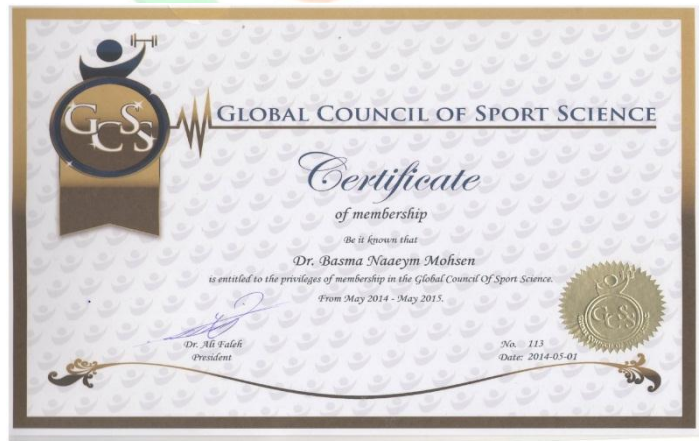 GCSS
GLOBAL COUNCIL OF SPORT SCIENCE
Certificate
of membership
Be it known that
Dr. Basma Naaeym Mohsen
is entitled to the privileges of membership in the Global Council Of Sport Science.
From May 2014 - May 2015.
Dr. Ali Faleh
President
No. 113
Date: 2014-05-01
GCSS